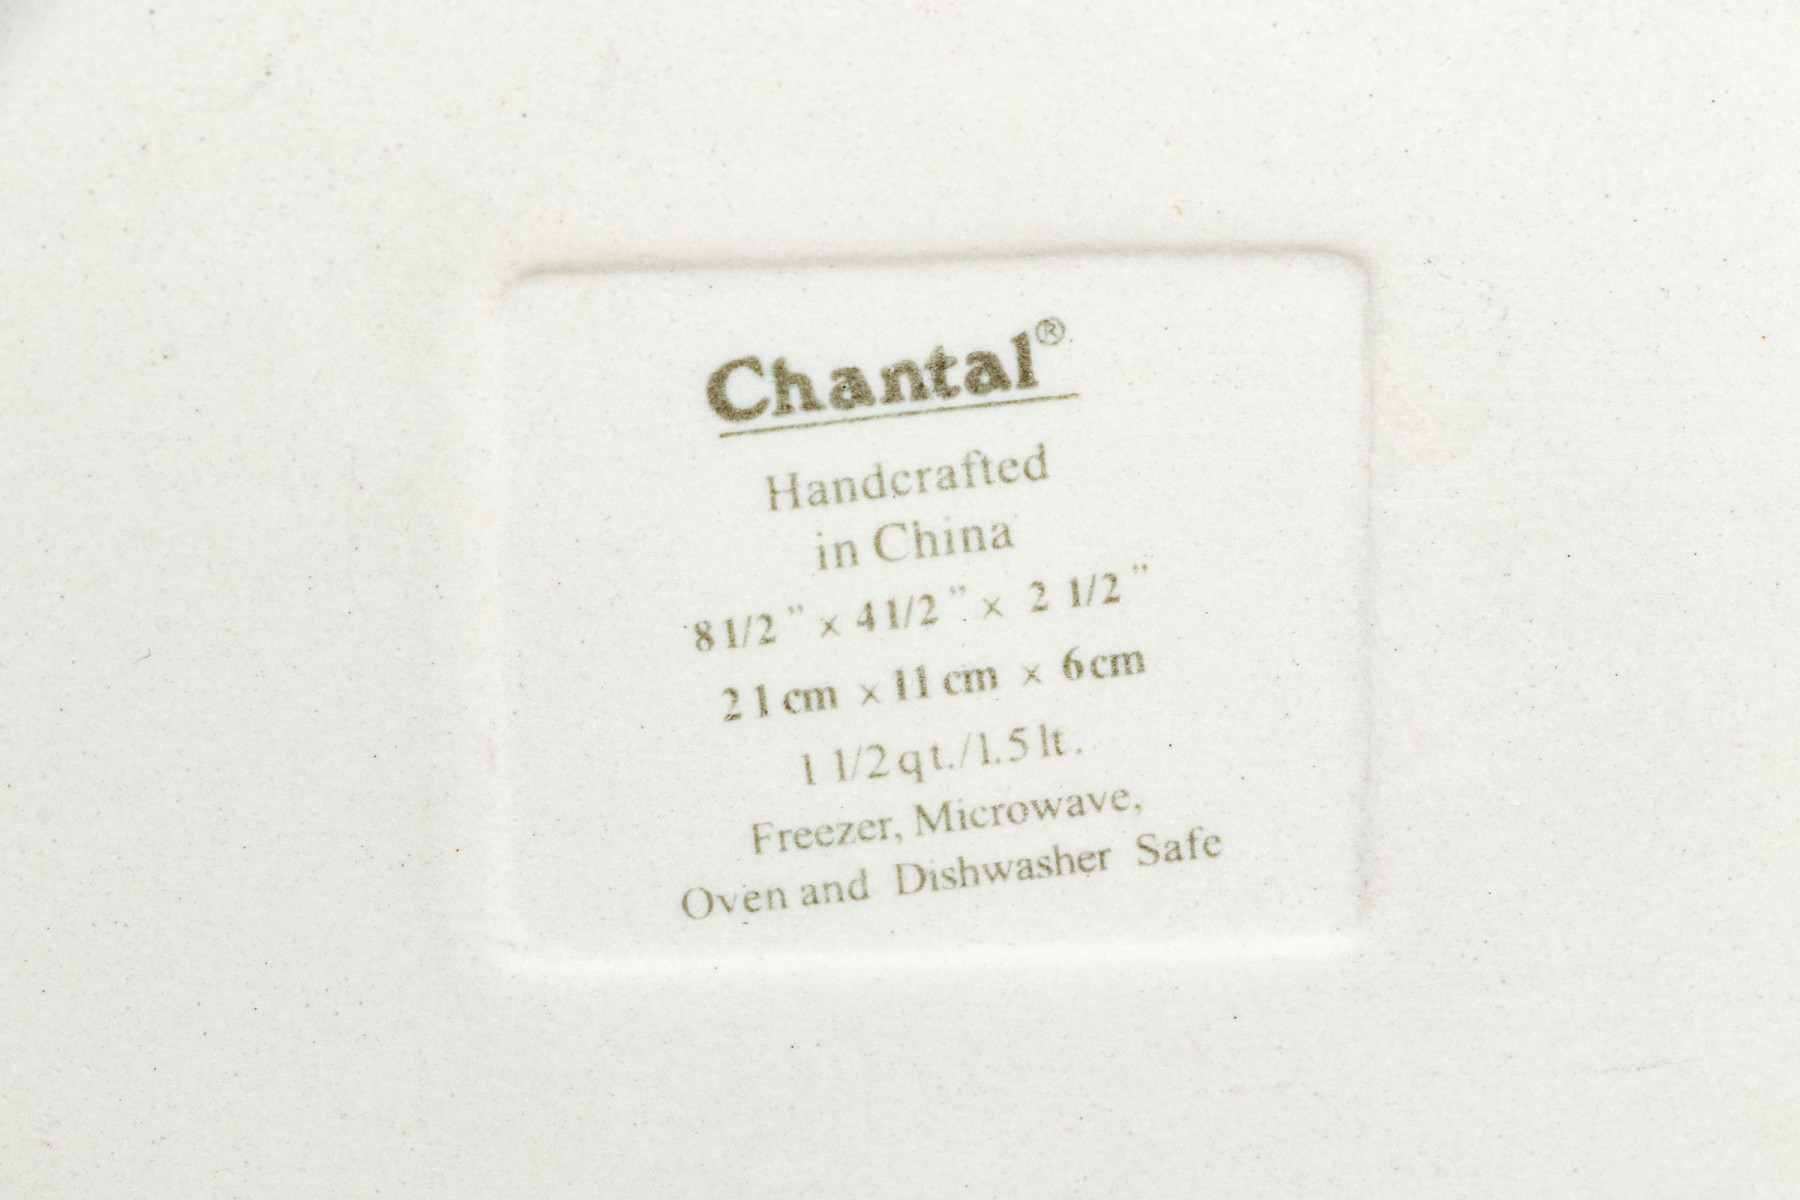 Chantal®
Handcrafted
in China
8 1/2" x 4 1/2" x 2 1/2"
21 cm x 11 cm x 6 cm
1 1/2 qt./1.5 lt.
Freezer, Microwave,
Oven and Dishwasher Safe